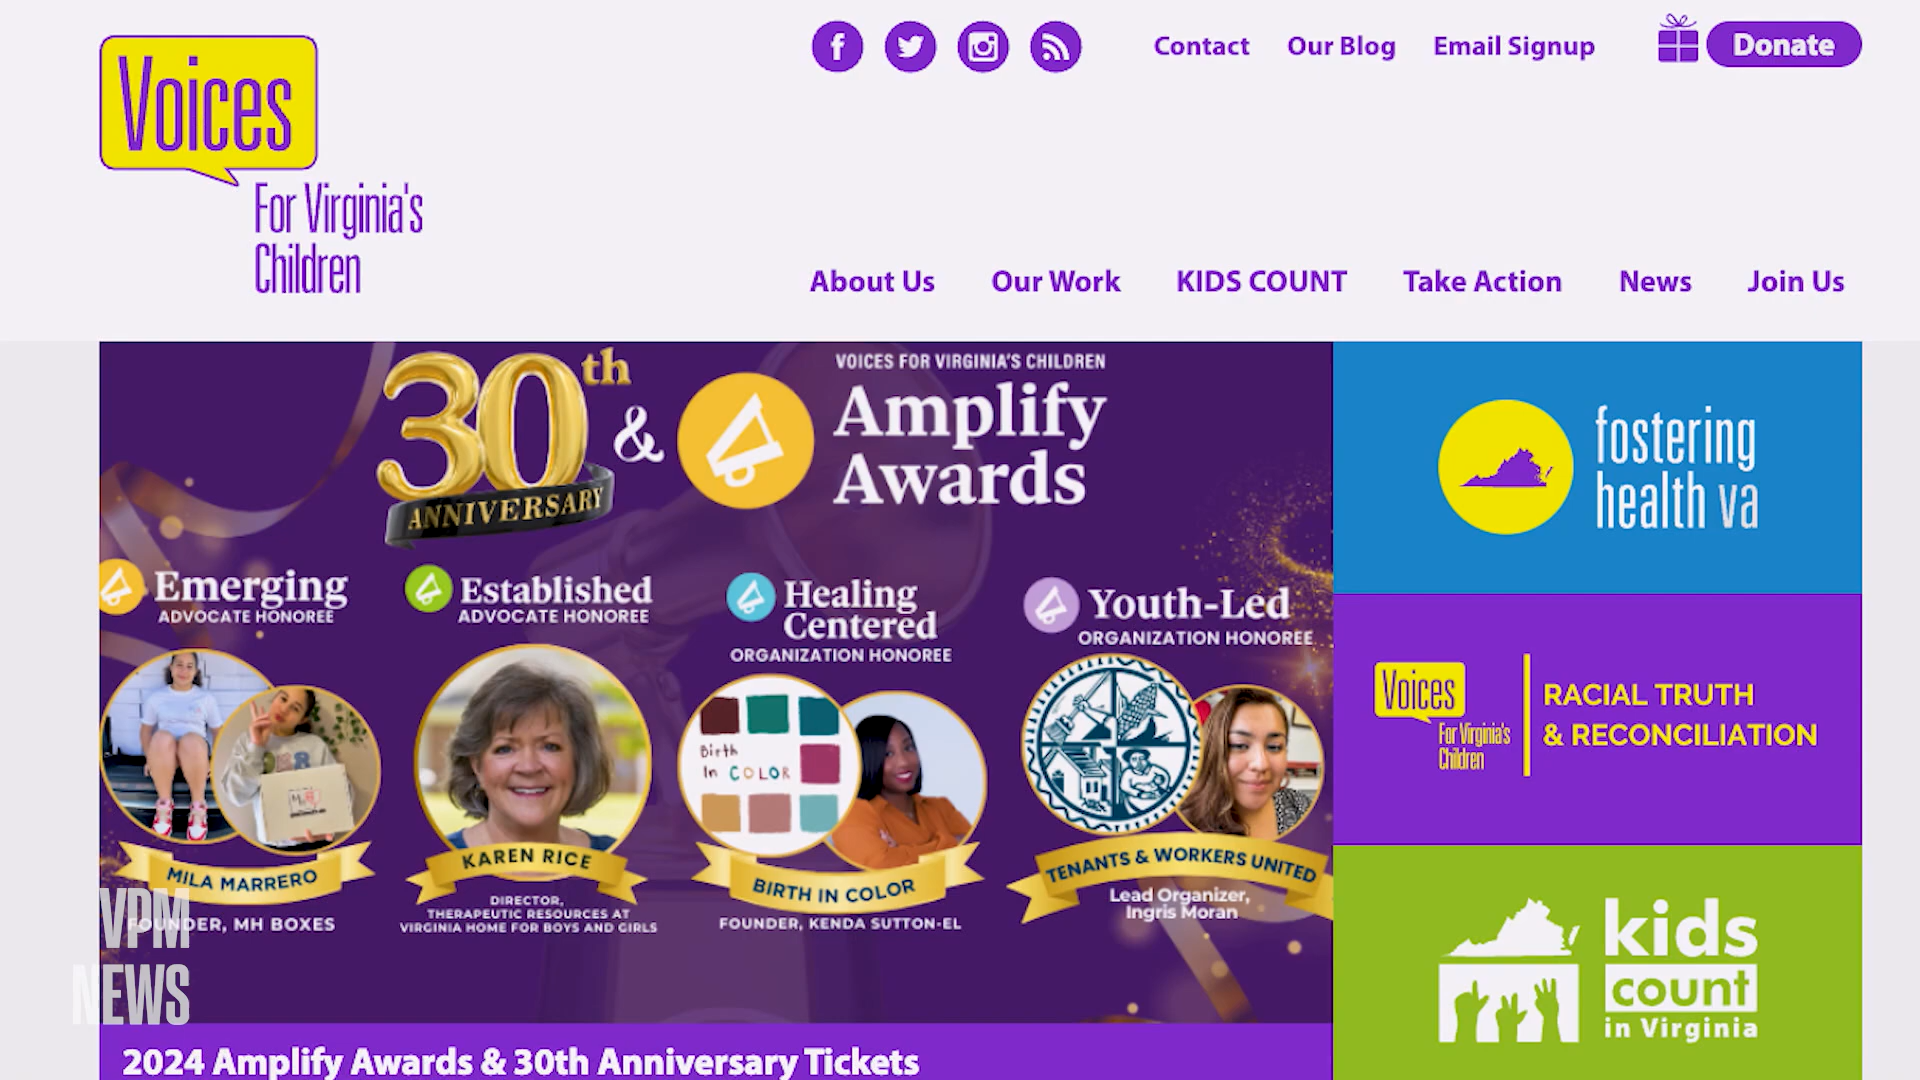 Voices
For Virginia's
Children
Contact
Our Blog
Email Signup
Donate
About Us
Our Work
KIDS COUNT
Take Action
News
Join Us
30th
ANNIVERSARY
&
VOICES FOR VIRGINIA'S CHILDREN
Amplify
Awards
Emerging
ADVOCATE HONOREE
MILA MARRERO
FOUNDER, MH BOXES
Established
ADVOCATE HONOREE
KAREN RICE
DIRECTOR,
THERAPEUTIC RESOURCES AT
VIRGINIA HOME FOR BOYS AND GIRLS
Healing
Centered
ORGANIZATION HONOREE
Birth
In COLOR
BIRTH IN COLOR
FOUNDER, KENDA SUTTON-EL
Youth-Led
ORGANIZATION HONOREE
TENANTS & WORKERS UNITED
Lead Organizer,
Ingris Moran
2024 Amplify Awards & 30th Anniversary Tickets
fostering
health va
Voices
For Virginia's
Children
RACIAL TRUTH
& RECONCILIATION
kids
count
in Virginia
VPM
NEWS